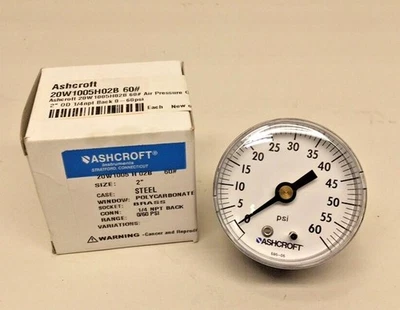 Ashcroft
20W1005H02B 60#
Ashcroft 20W1005H02B 60# Air Pressure
2" OD 1/4npt Back 0-60psi
Each
ASHCROFT®
Instruments
STRATFORD, CONNECTICUT
20W1005 H 02B 60#
SIZE: 2"
CASE: STEEL
WINDOW: POLYCARBONATE
SOCKET: BRASS
CONN: 1/4 NPT BACK
RANGE: 0/60 PSI
VARIATIONS:
WARNING -Cancer and Reprod
0 5 10 15 20 25 30 35 40 45 50 55 60
psi
ASHCROFT®